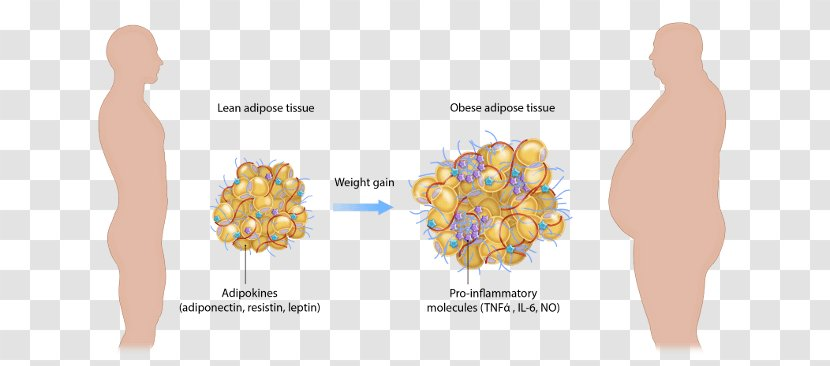 Lean adipose tissue
Obese adipose tissue
Weight gain
Adipokines
(adiponectin, resistin, leptin)
Pro-inflammatory
molecules (TNFά , IL-6, NO)